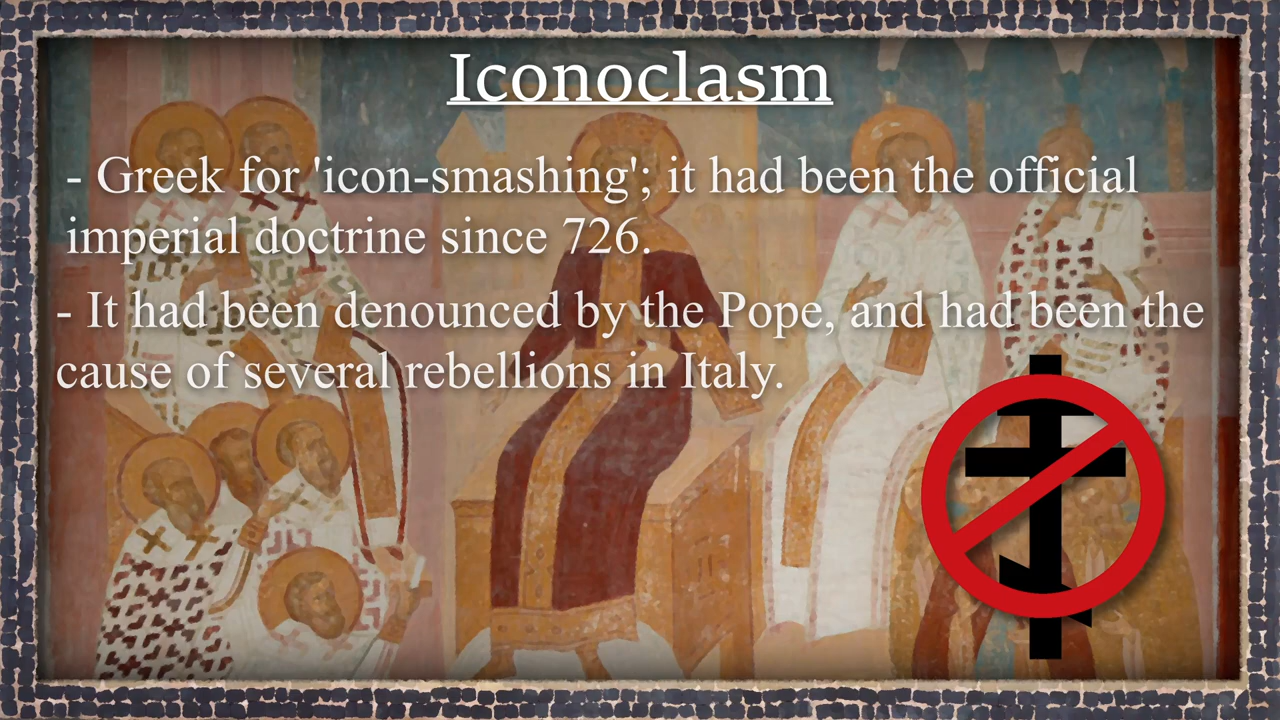 Iconoclasm
- Greek for 'icon-smashing'; it had been the official
imperial doctrine since 726.
- It had been denounced by the Pope, and had been the
cause of several rebellions in Italy.